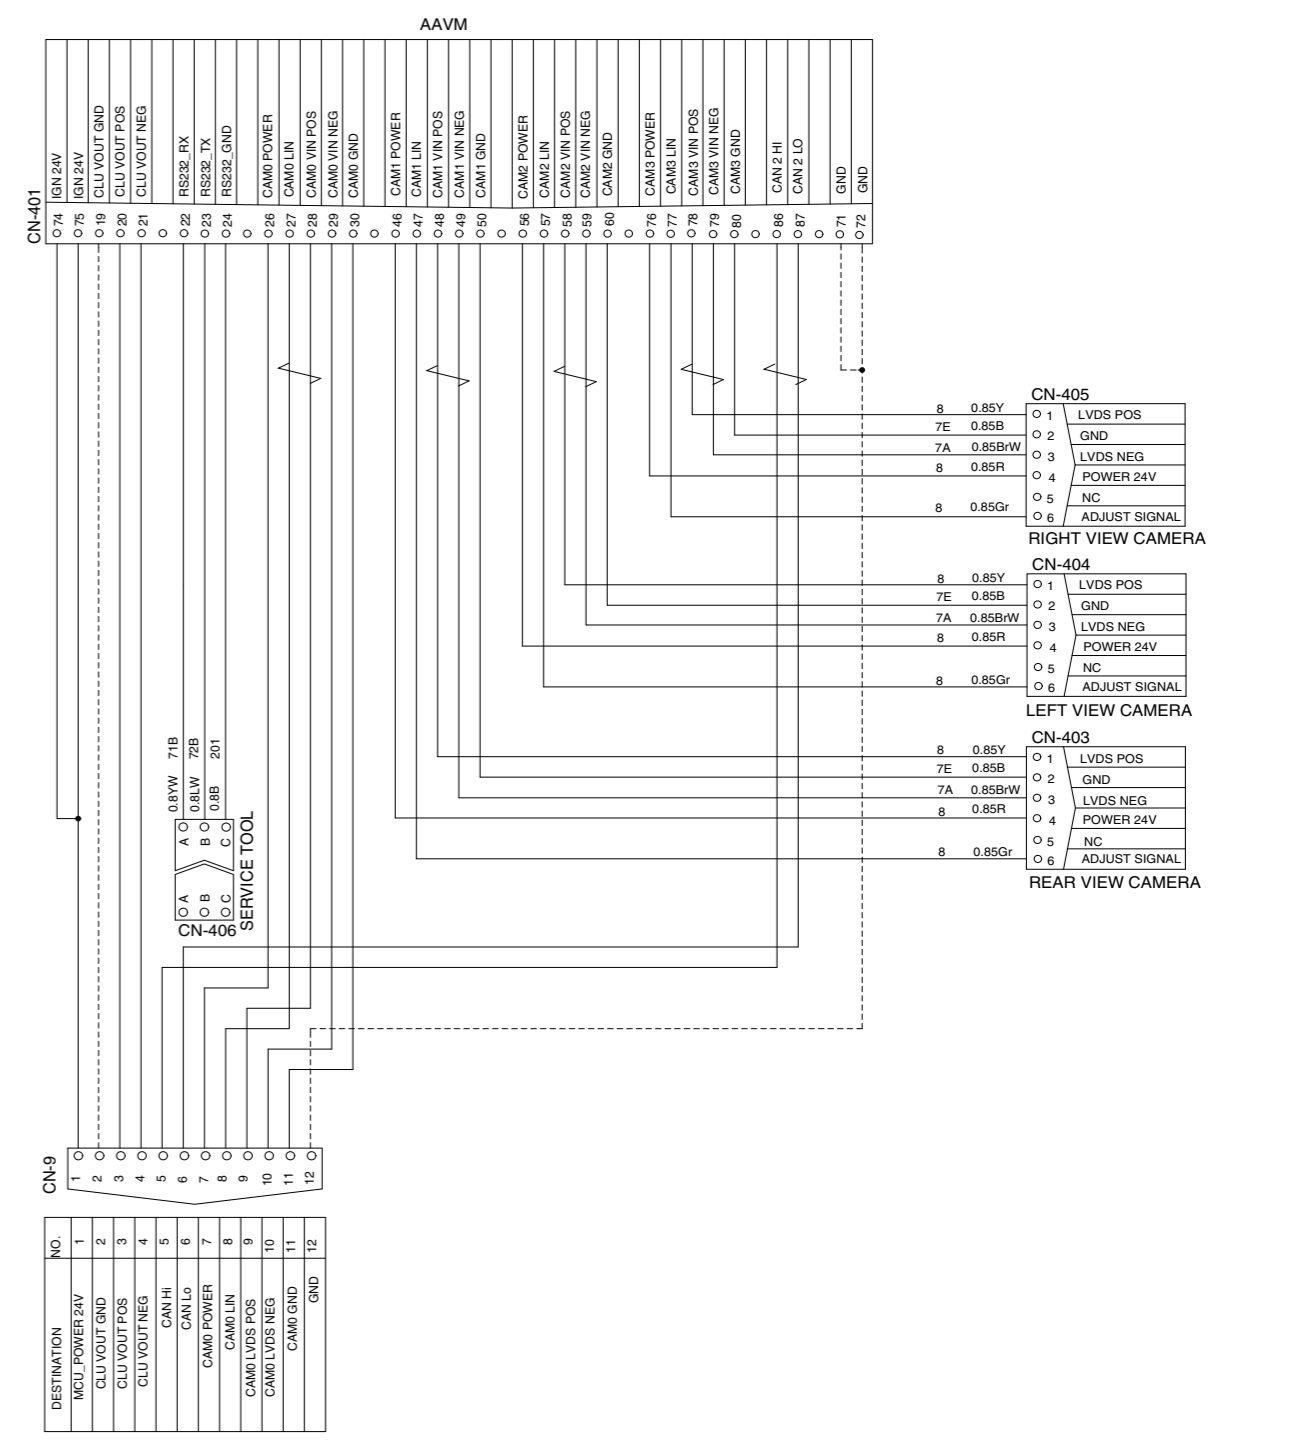 AAVM
CN-401
IGN 24V
IGN 24V
CLU VOUT GND
CLU VOUT POS
CLU VOUT NEG
RS232_RX
RS232_TX
RS232_GND
CAM0 POWER
CAM0 LIN
CAM0 VIN POS
CAM0 VIN NEG
CAM0 GND
CAM1 POWER
CAM1 LIN
CAM1 VIN POS
CAM1 VIN NEG
CAM1 GND
CAM2 POWER
CAM2 LIN
CAM2 VIN POS
CAM2 VIN NEG
CAM2 GND
CAM3 POWER
CAM3 LIN
CAM3 VIN POS
CAM3 VIN NEG
CAM3 GND
CAN 2 HI
CAN 2 LO
GND
GND
74
75
19
20
21
22
23
24
26
27
28
29
30
46
47
48
49
50
56
57
58
59
60
76
77
78
79
80
86
87
71
72
CN-405
8 0.85Y 1 LVDS POS
7E 0.85B 2 GND
7A 0.85BrW 3 LVDS NEG
8 0.85R 4 POWER 24V
5 NC
8 0.85Gr 6 ADJUST SIGNAL
RIGHT VIEW CAMERA
CN-404
8 0.85Y 1 LVDS POS
7E 0.85B 2 GND
7A 0.85BrW 3 LVDS NEG
8 0.85R 4 POWER 24V
5 NC
8 0.85Gr 6 ADJUST SIGNAL
LEFT VIEW CAMERA
CN-403
8 0.85Y 1 LVDS POS
7E 0.85B 2 GND
7A 0.85BrW 3 LVDS NEG
8 0.85R 4 POWER 24V
5 NC
8 0.85Gr 6 ADJUST SIGNAL
REAR VIEW CAMERA
0.8YW 71B
0.8LW 72B
0.8B 201
A
B
C
A
B
C
SERVICE TOOL
CN-406
CN-9
1
2
3
4
5
6
7
8
9
10
11
12
DESTINATION NO.
MCU_POWER 24V 1
CLU VOUT GND 2
CLU VOUT POS 3
CLU VOUT NEG 4
CAN Hi 5
CAN Lo 6
CAM0 POWER 7
CAM0 LIN 8
CAM0 LVDS POS 9
CAM0 LVDS NEG 10
CAM0 GND 11
GND 12